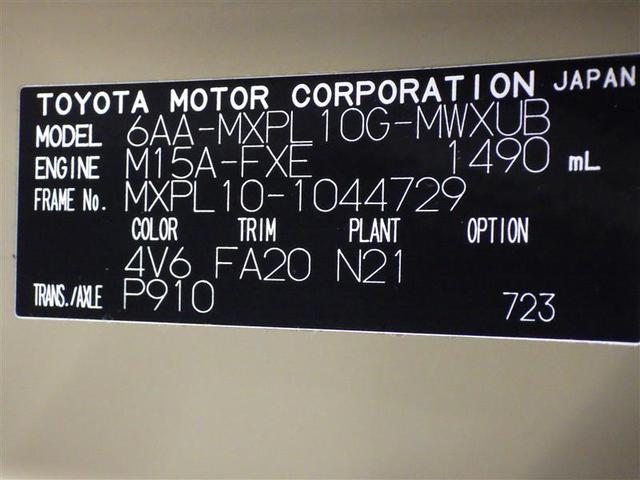 TOYOTA MOTOR CORPORATION JAPAN
MODEL 6AA-MXPL10G-MWXUB
ENGINE M15A-FXE 1490 mL
FRAME No. MXPL10-1044729
COLOR TRIM PLANT OPTION
4V6 FA20 N21
TRANS./AXLE P910 723